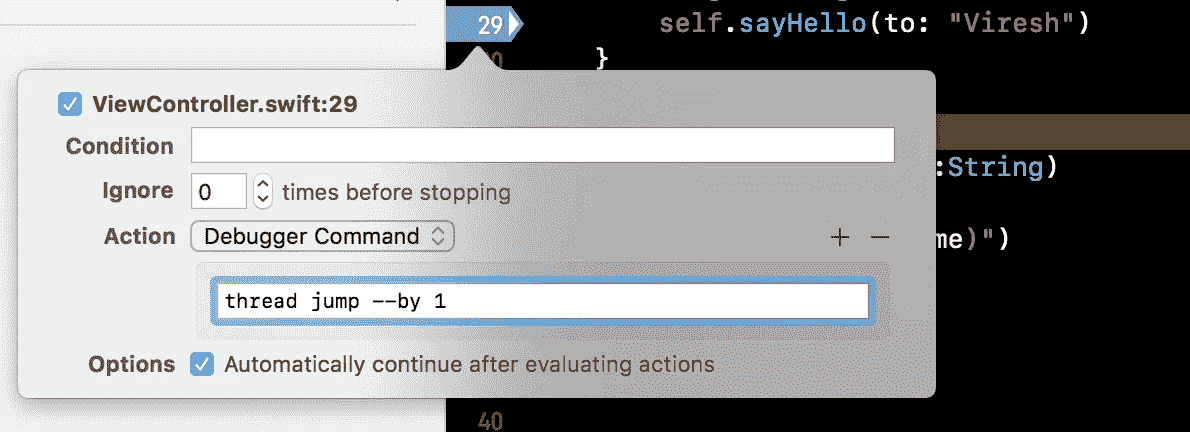 29 self.sayHello(to: "Viresh")
}
ViewController.swift:29
Condition
Ignore 0 times before stopping
Action Debugger Command + −
:String)
me)")
thread jump --by 1
Options Automatically continue after evaluating actions
40